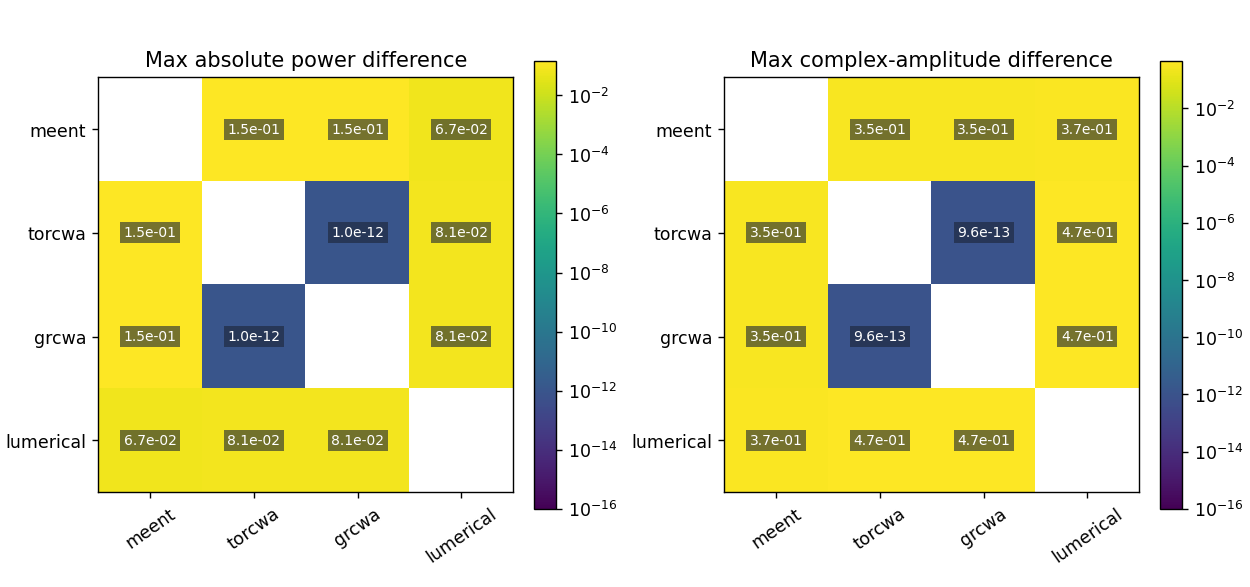 Max absolute power difference
Max complex-amplitude difference
meent
1.5e-01
1.5e-01
6.7e-02
torcwa
1.5e-01
1.0e-12
8.1e-02
grcwa
1.5e-01
1.0e-12
8.1e-02
lumerical
6.7e-02
8.1e-02
8.1e-02
meent
torcwa
grcwa
lumerical
10⁻²
10⁻⁴
10⁻⁶
10⁻⁸
10⁻¹⁰
10⁻¹²
10⁻¹⁴
10⁻¹⁶
meent
3.5e-01
3.5e-01
3.7e-01
torcwa
3.5e-01
9.6e-13
4.7e-01
grcwa
3.5e-01
9.6e-13
4.7e-01
lumerical
3.7e-01
4.7e-01
4.7e-01
meent
torcwa
grcwa
lumerical
10⁻²
10⁻⁴
10⁻⁶
10⁻⁸
10⁻¹⁰
10⁻¹²
10⁻¹⁴
10⁻¹⁶